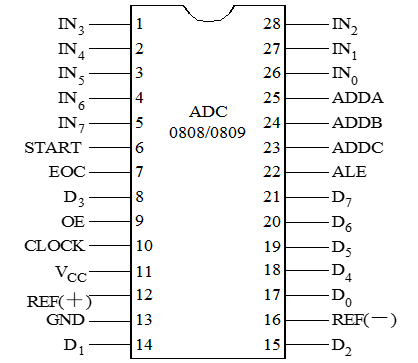 IN3 1 28 IN2
IN4 2 27 IN1
IN5 3 26 IN0
IN6 4 25 ADDA
IN7 5 24 ADDB
START 6 23 ADDC
EOC 7 22 ALE
D3 8 21 D7
OE 9 20 D6
CLOCK 10 19 D5
VCC 11 18 D4
REF(+) 12 17 D0
GND 13 16 REF(-)
D1 14 15 D2
ADC
0808/0809